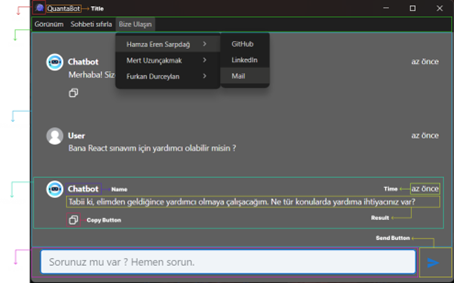 QuantaBot Title
Görünüm Sohbeti sıfırla Bize Ulaşın
Hamza Eren Sarpdağ GitHub
Mert Uzunçakmak LinkedIn
Furkan Durceylan Mail
Chatbot az önce
Merhaba! Siz
User az önce
Bana React sınavım için yardımcı olabilir misin ?
Chatbot Name Time az önce
Tabii ki, elimden geldiğince yardımcı olmaya çalışacağım. Ne tür konularda yardıma ihtiyacınız var?
Copy Button Result
Send Button
Sorunuz mu var ? Hemen sorun.